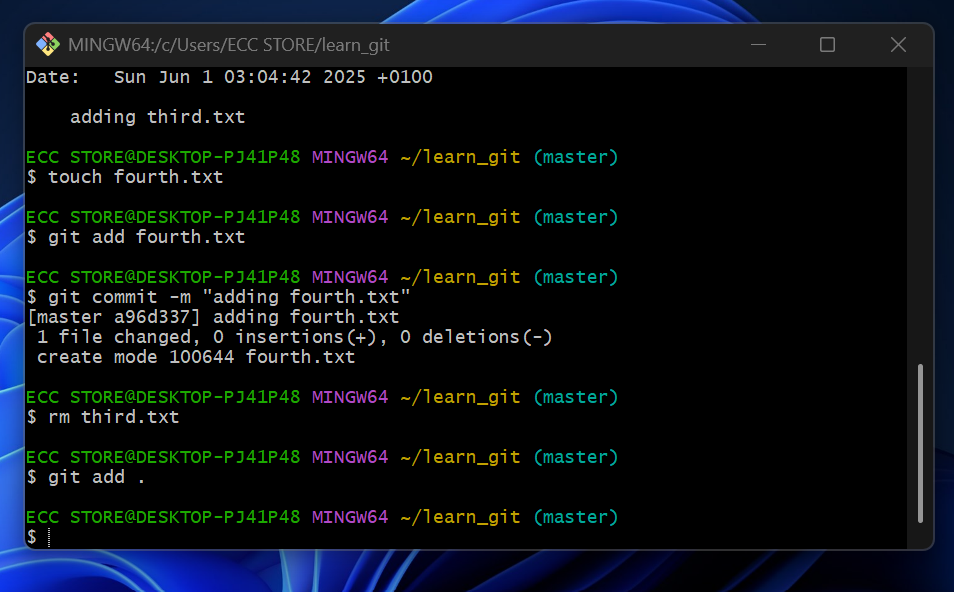 MINGW64:/c/Users/ECC STORE/learn_git
Date:   Sun Jun 1 03:04:42 2025 +0100
    adding third.txt
ECC STORE@DESKTOP-PJ41P48 MINGW64 ~/learn_git (master)
$ touch fourth.txt
ECC STORE@DESKTOP-PJ41P48 MINGW64 ~/learn_git (master)
$ git add fourth.txt
ECC STORE@DESKTOP-PJ41P48 MINGW64 ~/learn_git (master)
$ git commit -m "adding fourth.txt"
[master a96d337] adding fourth.txt
 1 file changed, 0 insertions(+), 0 deletions(-)
 create mode 100644 fourth.txt
ECC STORE@DESKTOP-PJ41P48 MINGW64 ~/learn_git (master)
$ rm third.txt
ECC STORE@DESKTOP-PJ41P48 MINGW64 ~/learn_git (master)
$ git add .
ECC STORE@DESKTOP-PJ41P48 MINGW64 ~/learn_git (master)
$